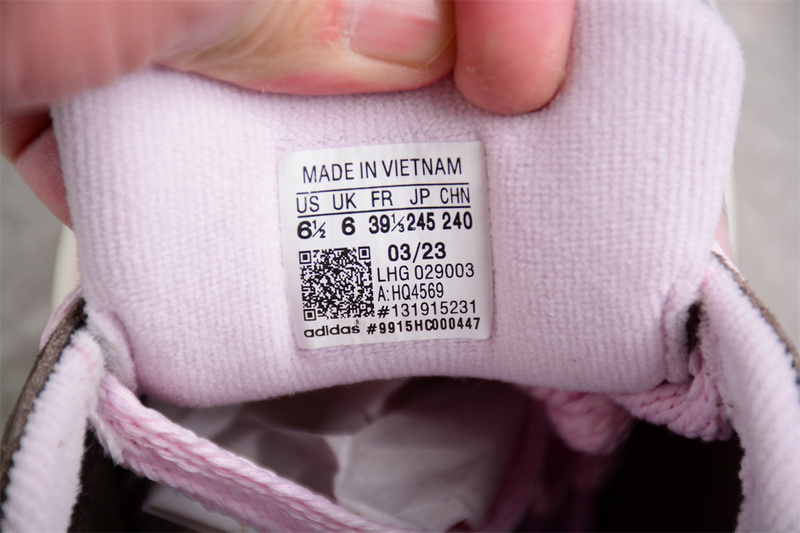 MADE IN VIETNAM
US UK FR JP CHN
6½ 6 39⅓ 245 240
03/23
LHG 029003
A:HQ4569
#131915231
adidas #9915HC000447